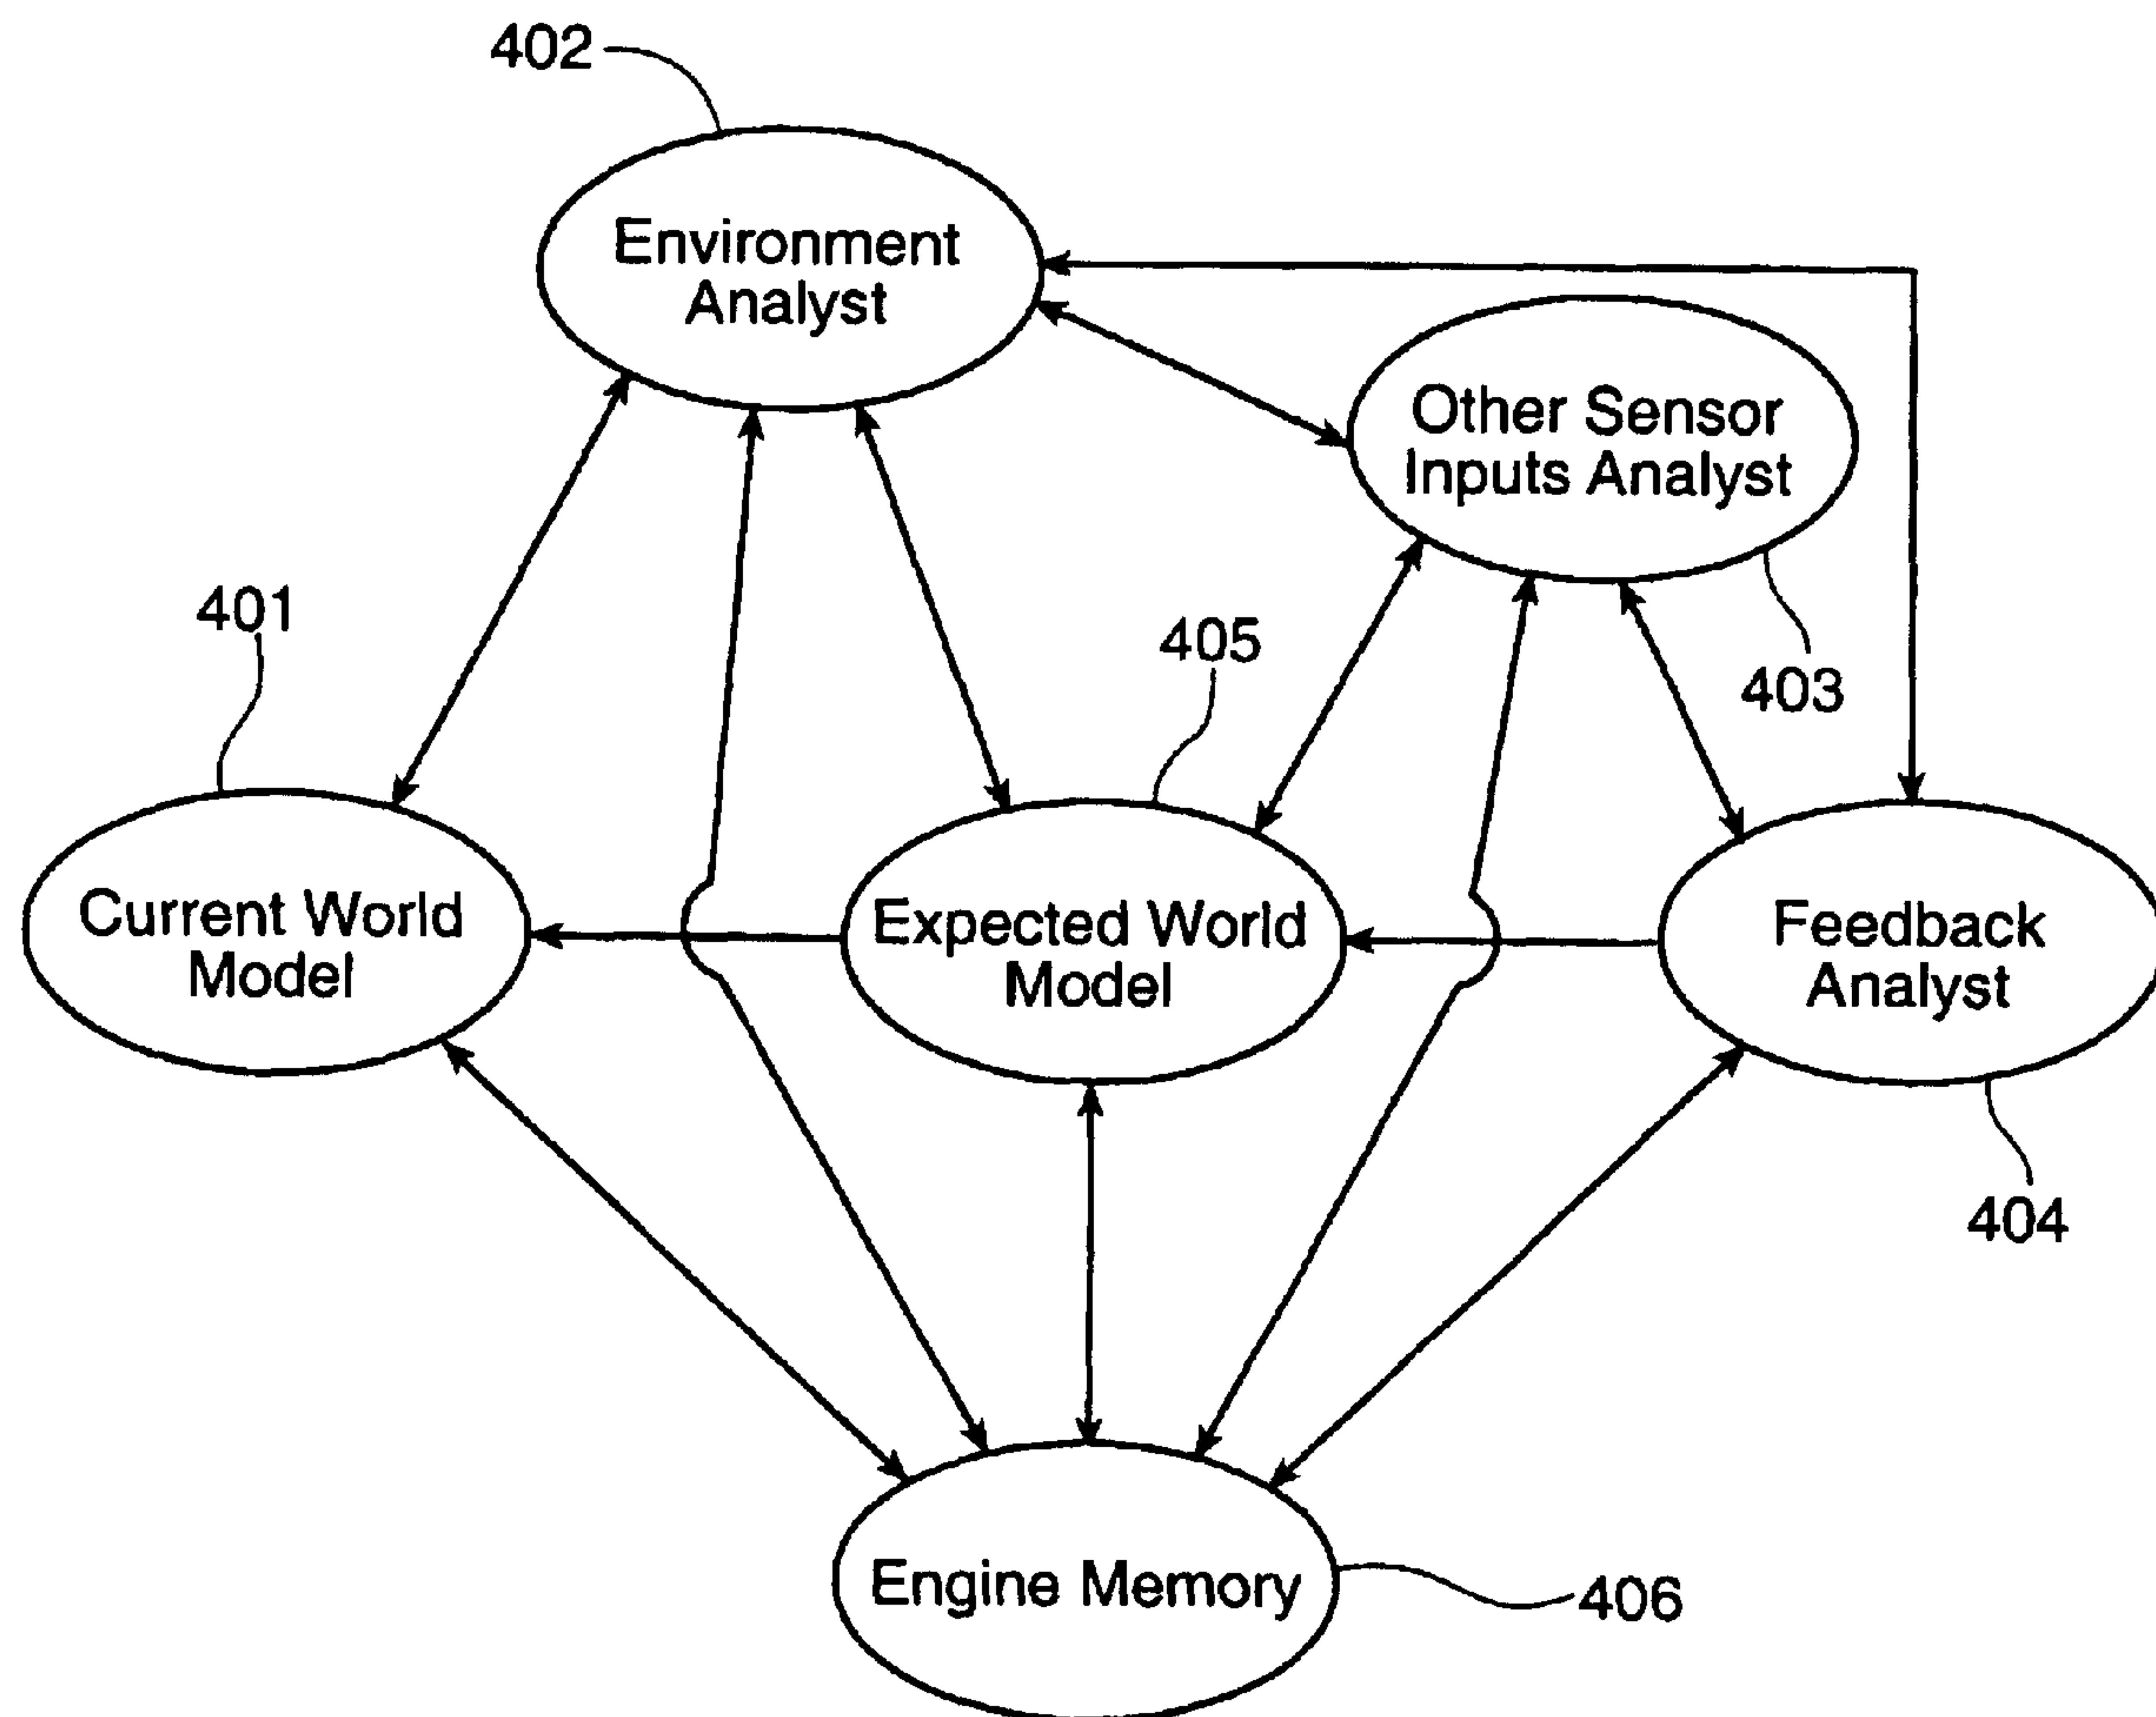 402
Environment
Analyst
Other Sensor
Inputs Analyst
401
405
403
Current World
Model
Expected World
Model
Feedback
Analyst
404
Engine Memory
406